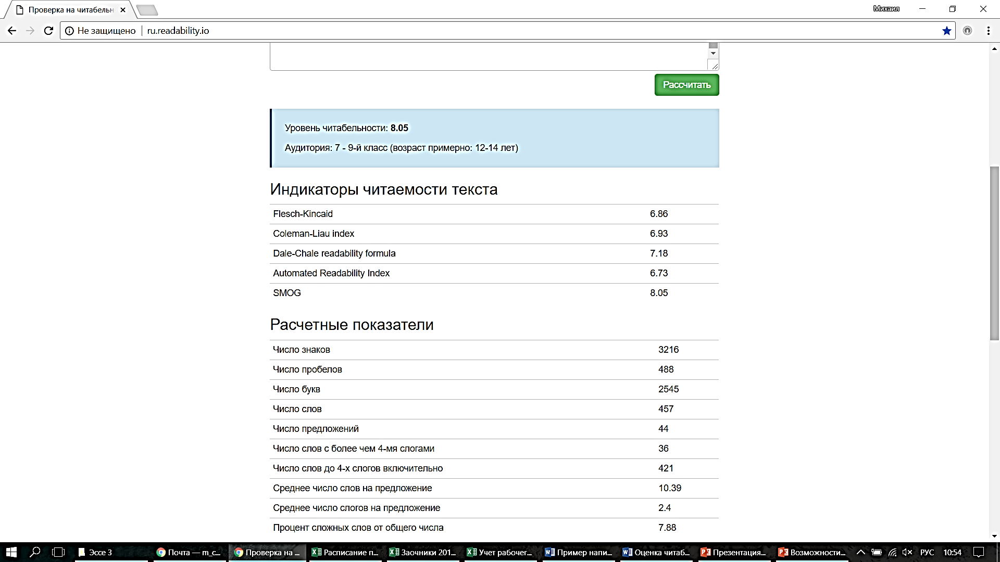 Проверка на читабельн
Михаил
Не защищено
ru.readability.io
Рассчитать
Уровень читабельности: 8.05
Аудитория: 7 - 9-й класс (возраст примерно: 12-14 лет)
Индикаторы читаемости текста
Flesch-Kincaid 6.86
Coleman-Liau index 6.93
Dale-Chale readability formula 7.18
Automated Readability Index 6.73
SMOG 8.05
Расчетные показатели
Число знаков 3216
Число пробелов 488
Число букв 2545
Число слов 457
Число предложений 44
Число слов с более чем 4-мя слогами 36
Число слов до 4-х слогов включительно 421
Среднее число слов на предложение 10.39
Среднее число слогов на предложение 2.4
Процент сложных слов от общего числа 7.88
Эссе 3 Почта — m_c... Проверка на ... Расписание п... Заочники 201... Учет рабочег... Пример напи... Оценка читаб... Презентация... Возможности... РУС 10:54